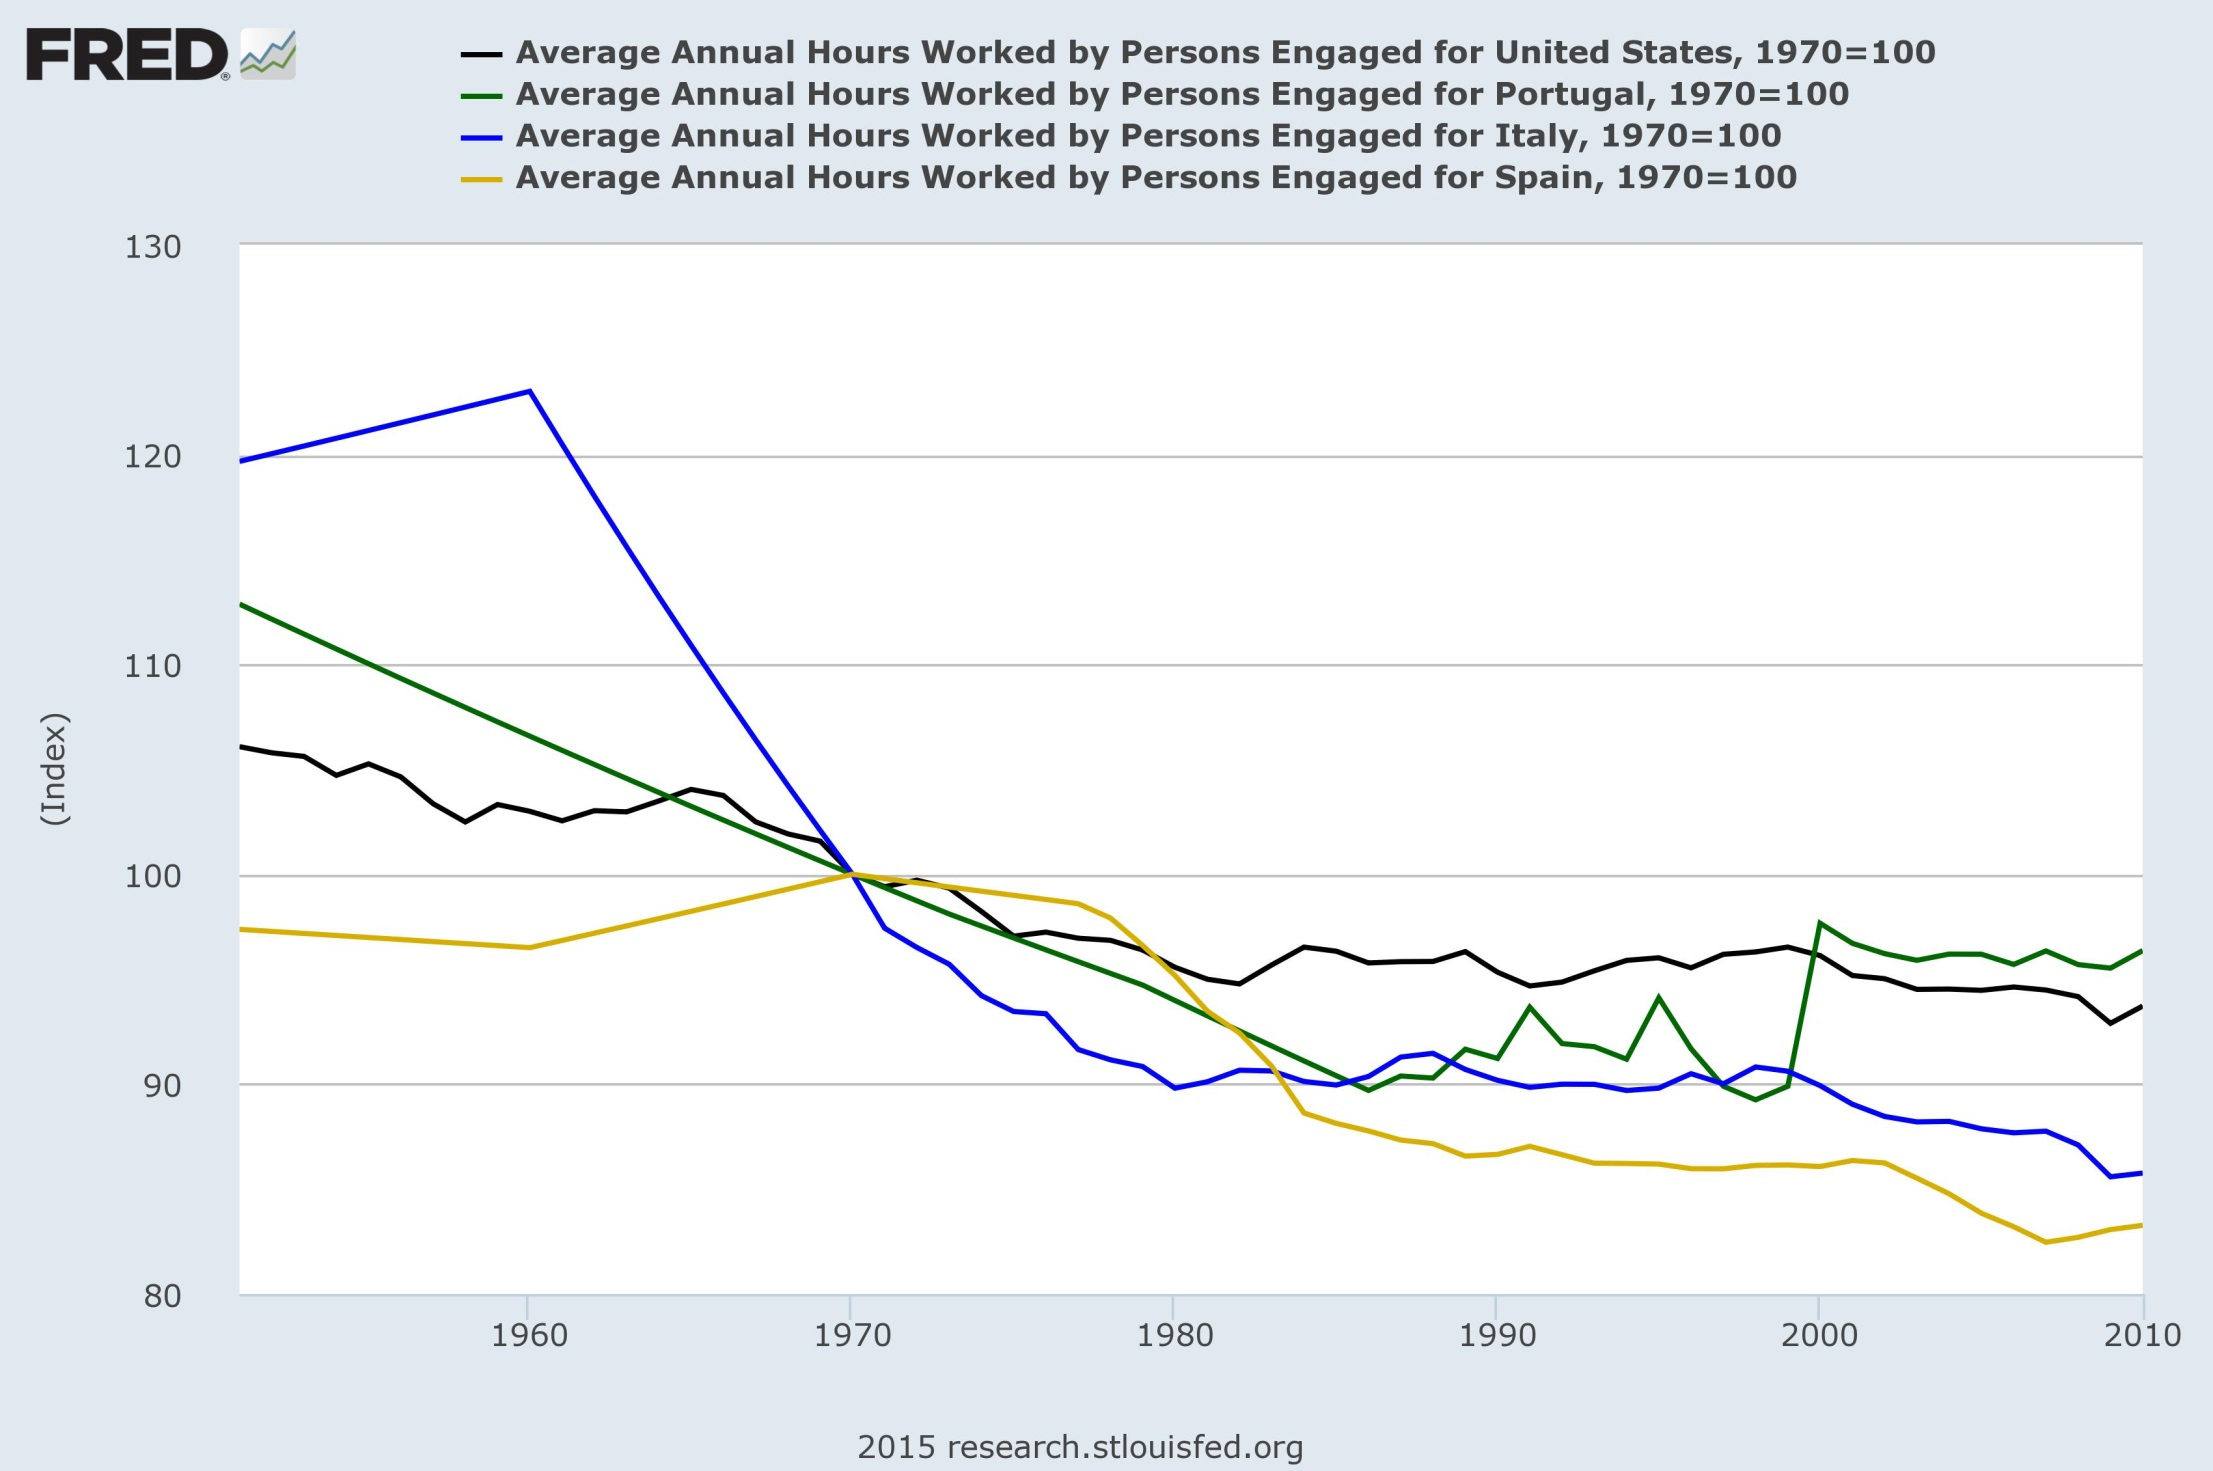 FRED®
Average Annual Hours Worked by Persons Engaged for United States, 1970=100
Average Annual Hours Worked by Persons Engaged for Portugal, 1970=100
Average Annual Hours Worked by Persons Engaged for Italy, 1970=100
Average Annual Hours Worked by Persons Engaged for Spain, 1970=100
130
120
110
100
90
80
(Index)
1960 1970 1980 1990 2000 2010
2015 research.stlouisfed.org